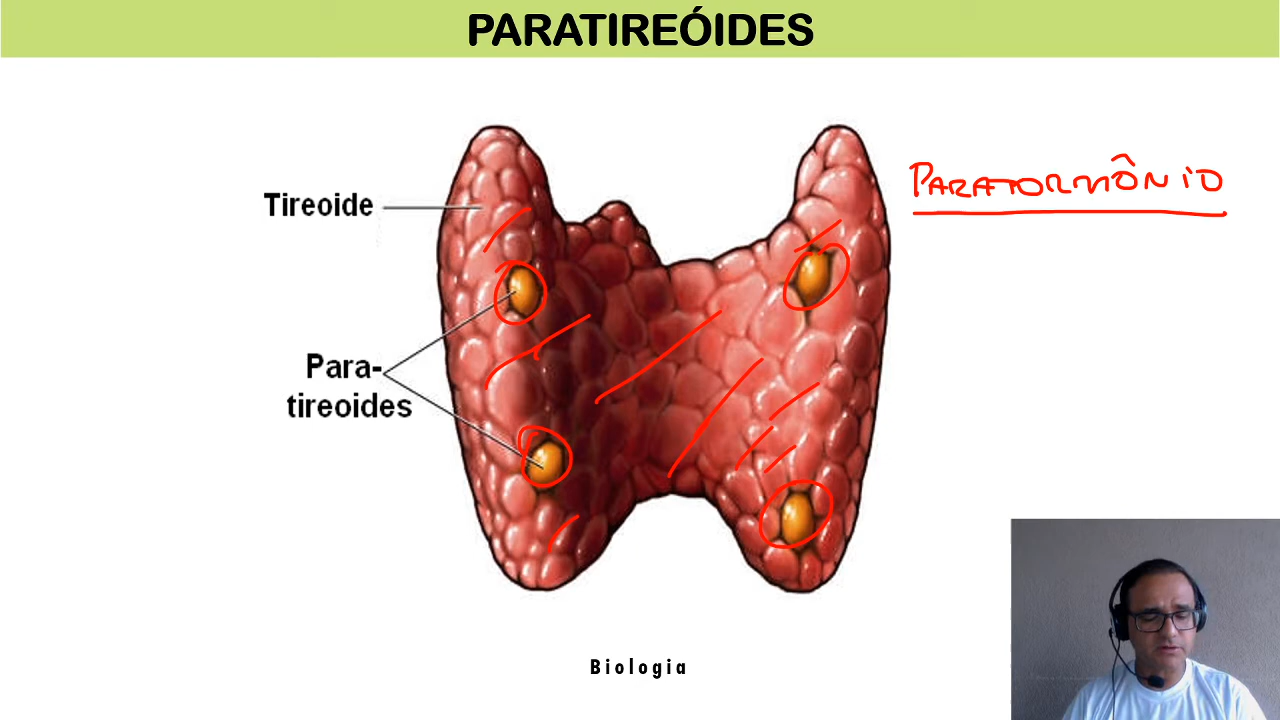 PARATIREÓIDES
PARATORMÔNIO
Tireoide
Para-
tireoides
Biologia